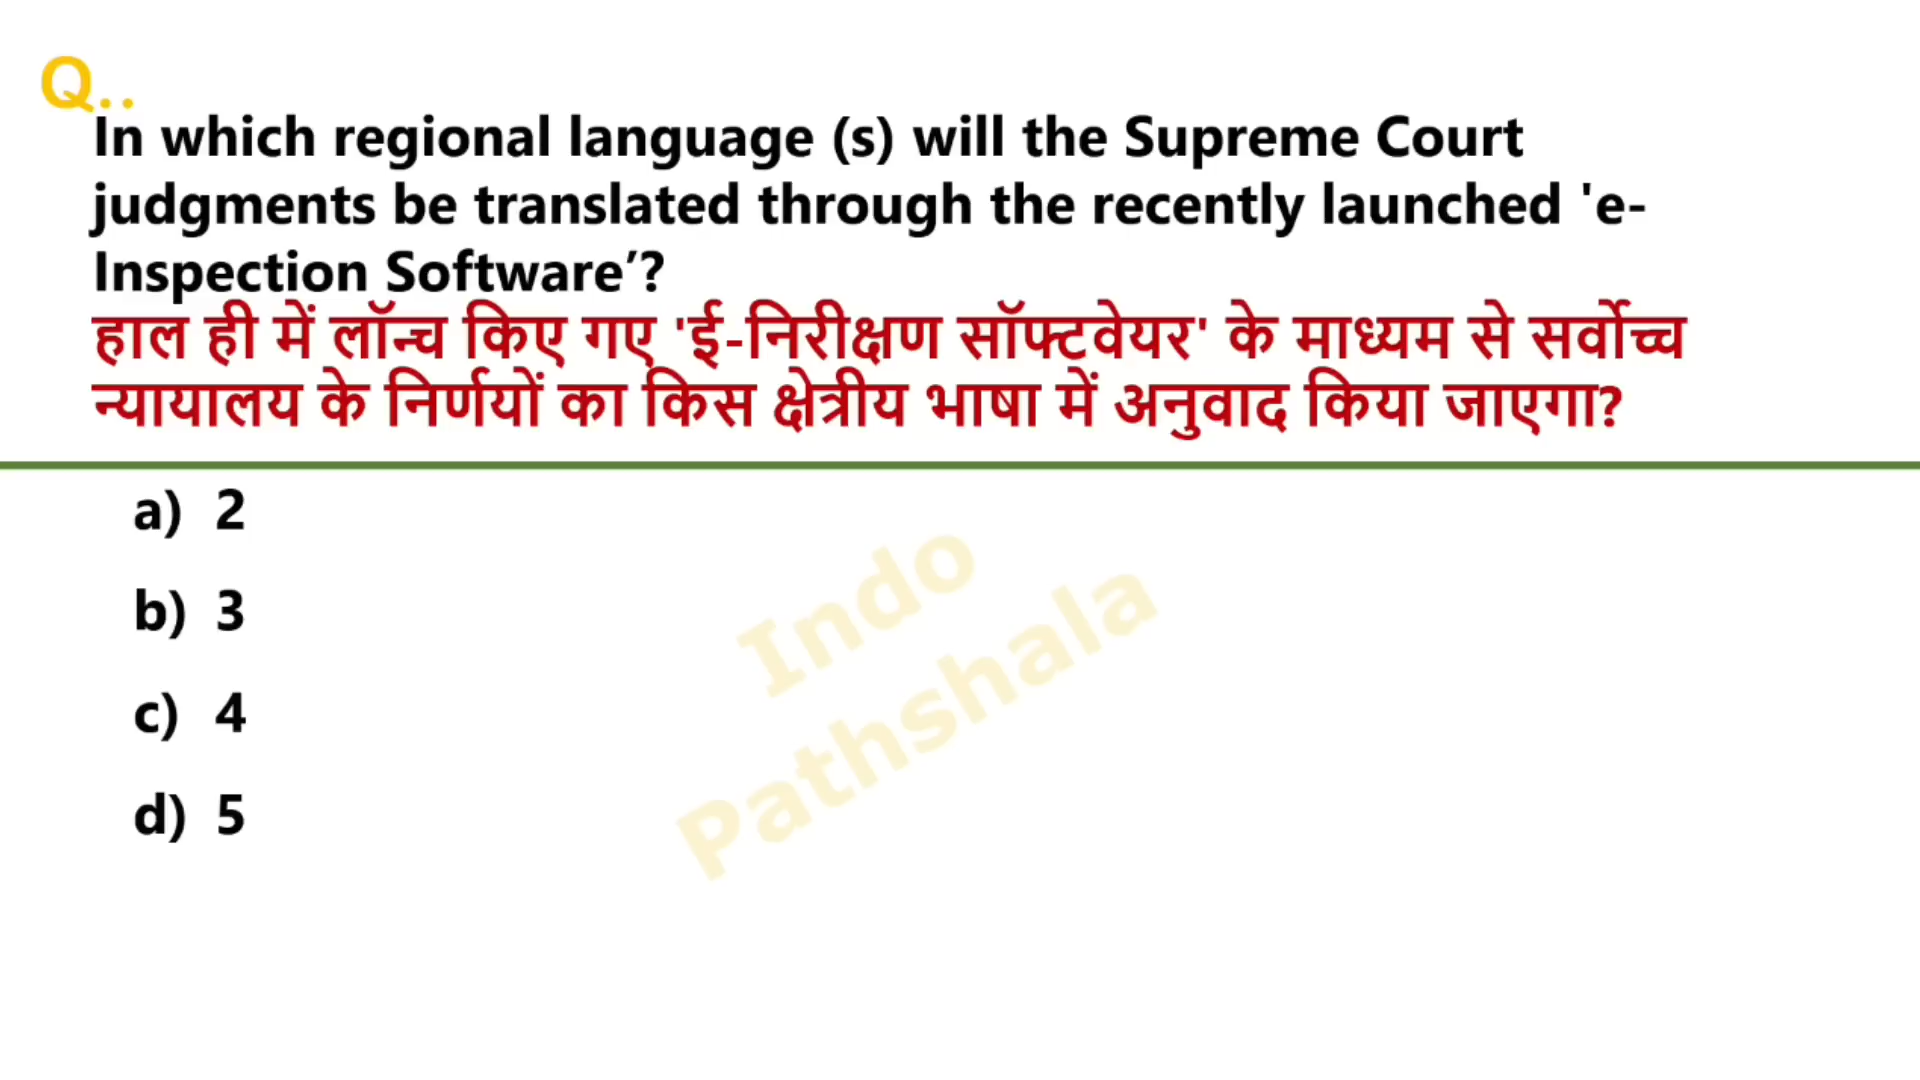 Q..
In which regional language (s) will the Supreme Court
judgments be translated through the recently launched 'e-
Inspection Software’?
हाल ही में लॉन्च किए गए 'ई-निरीक्षण सॉफ्टवेयर' के माध्यम से सर्वोच्च
न्यायालय के निर्णयों का किस क्षेत्रीय भाषा में अनुवाद किया जाएगा?
a) 2
b) 3
c) 4
d) 5
Indo
Pathshala